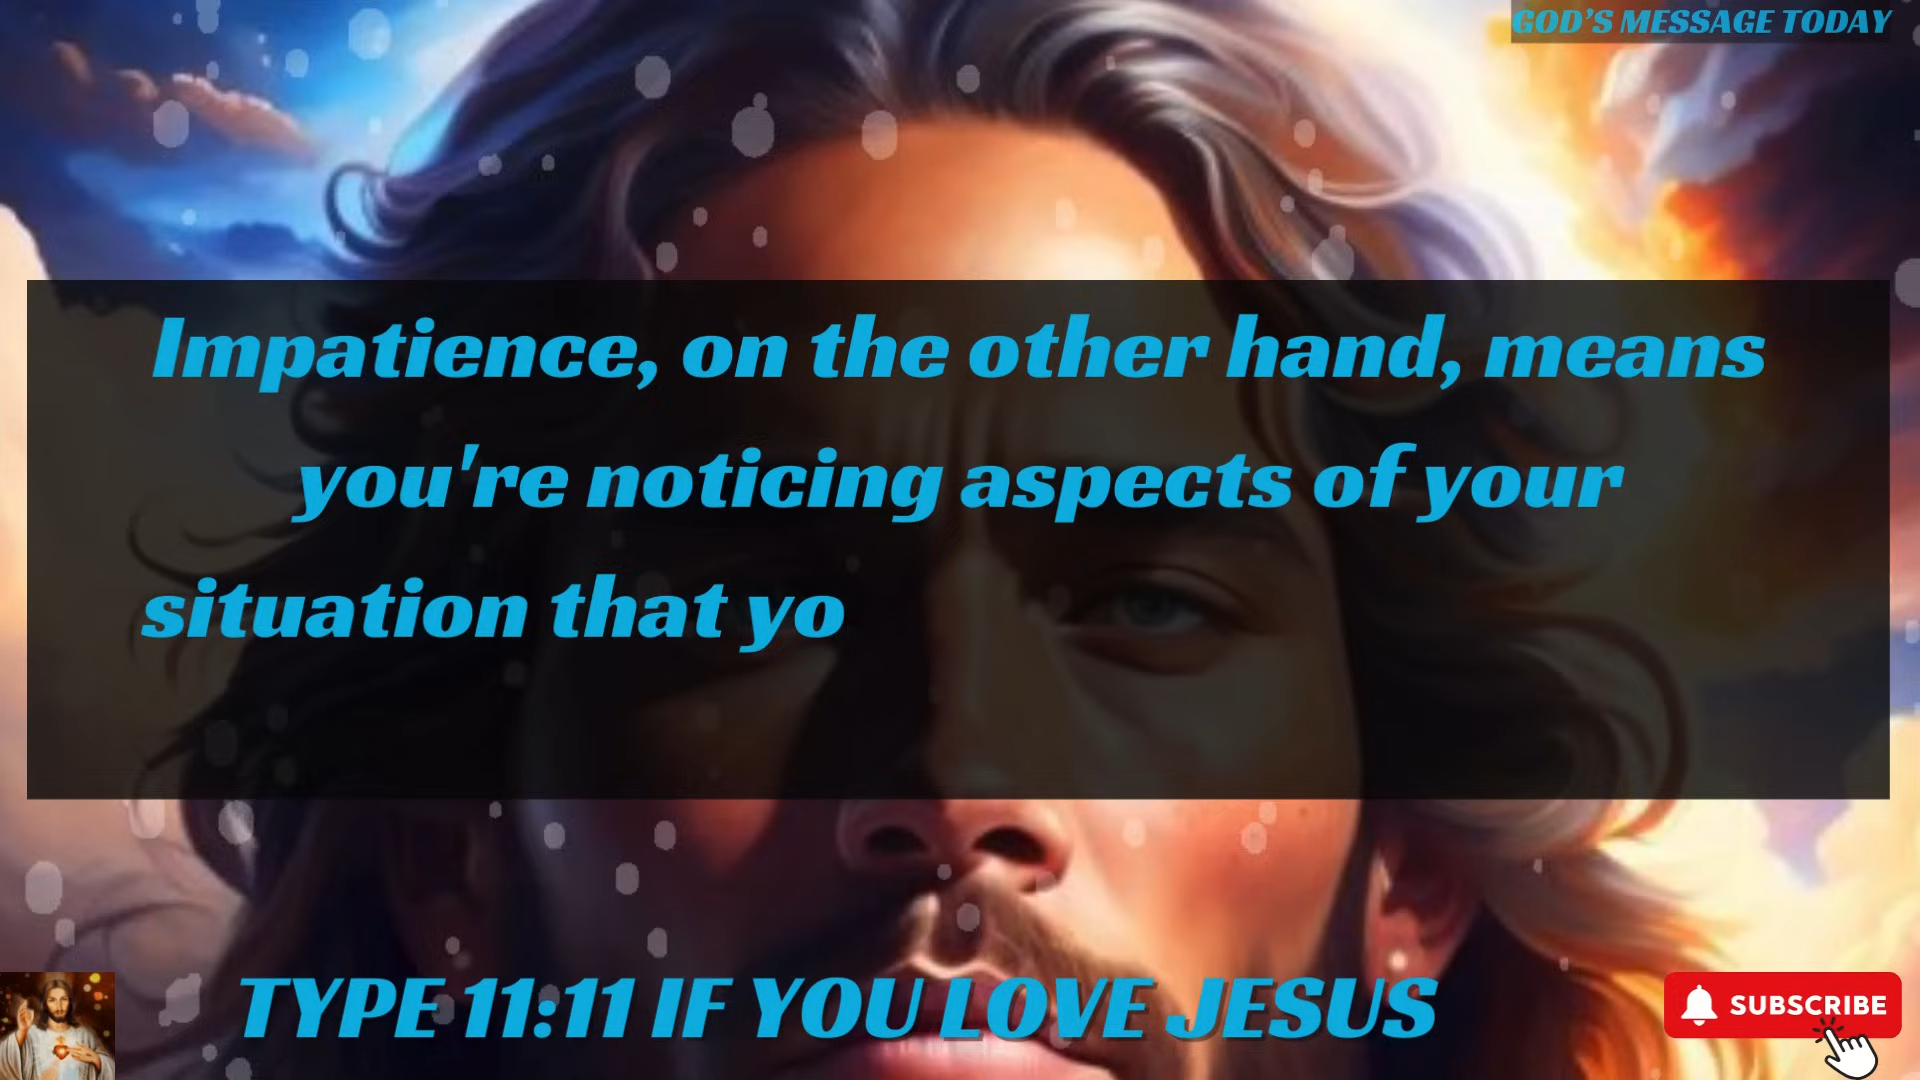 GOD'S MESSAGE TODAY
Impatience, on the other hand, means
you're noticing aspects of your
situation that yo
TYPE 11:11 IF YOU LOVE JESUS
SUBSCRIBE